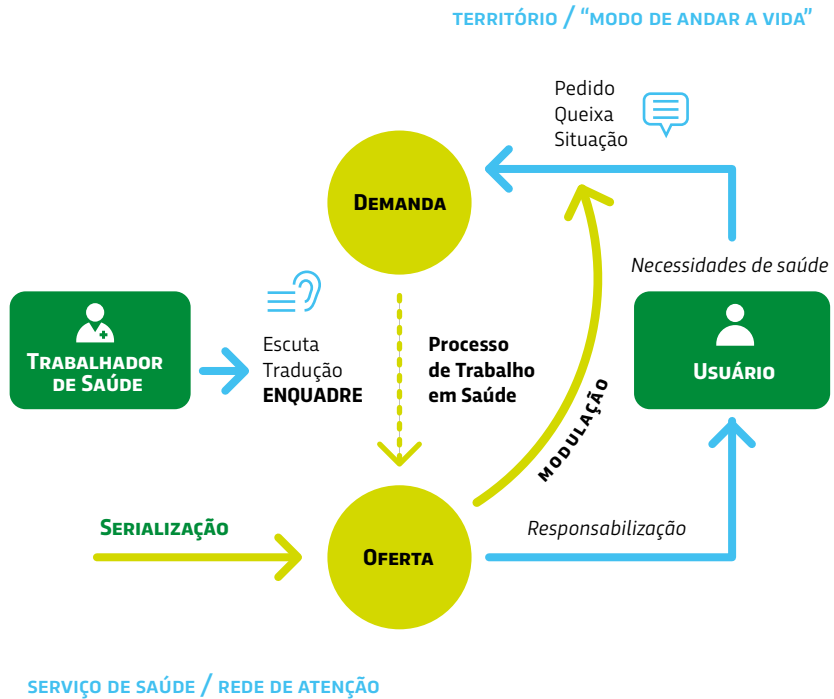 TERRITÓRIO / “MODO DE ANDAR A VIDA”
Pedido
Queixa
Situação
DEMANDA
Necessidades de saúde
TRABALHADOR
DE SAÚDE
Escuta
Tradução
ENQUADRE
Processo
de Trabalho
em Saúde
USUÁRIO
MODULAÇÃO
SERIALIZAÇÃO
OFERTA
Responsabilização
SERVIÇO DE SAÚDE / REDE DE ATENÇÃO